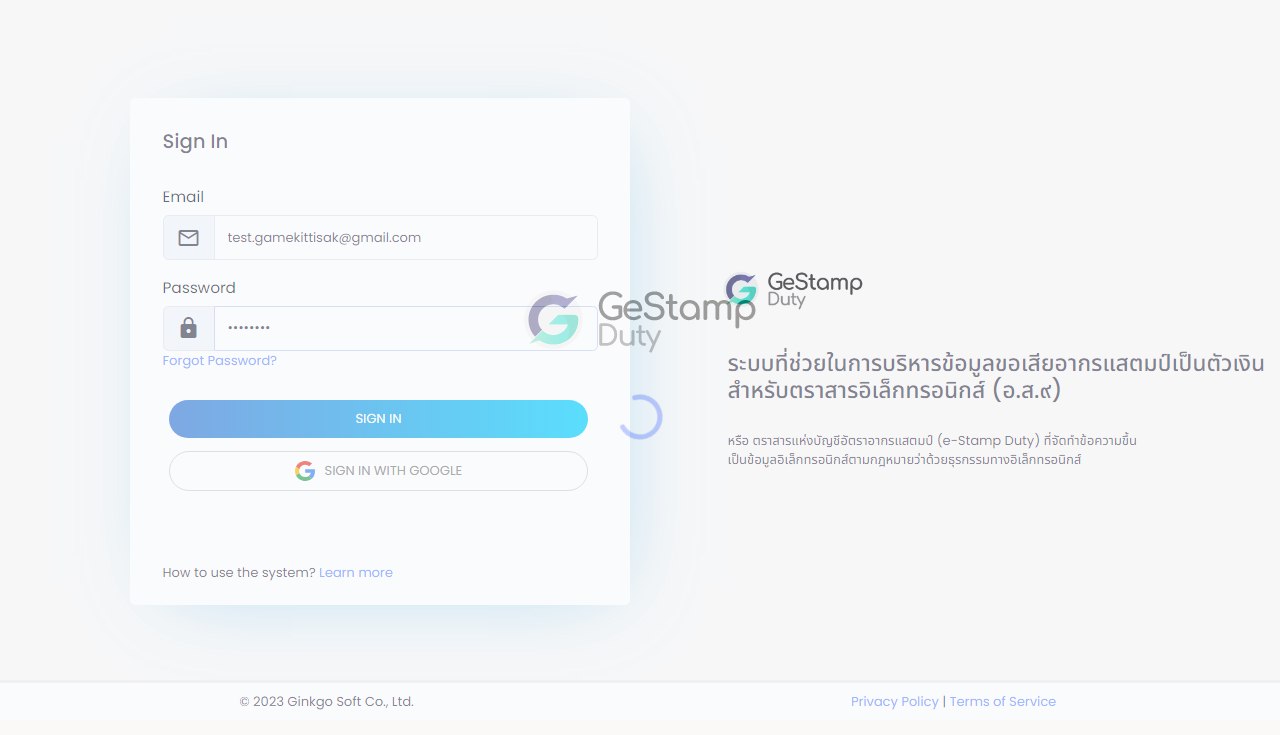 Sign In
Email
test.gamekittisak@gmail.com
Password
••••••••
Forgot Password?
SIGN IN
SIGN IN WITH GOOGLE
How to use the system? Learn more
GeStamp
Duty
GeStamp
Duty
ระบบที่ช่วยในการบริหารข้อมูลขอเสียอากรแสตมป์เป็นตัวเงิน
สำหรับตราสารอิเล็กทรอนิกส์ (อ.ส.๙)
หรือ ตราสารแห่งบัญชีอัตราอากรแสตมป์ (e-Stamp Duty) ที่จัดทำข้อความขึ้น
เป็นข้อมูลอิเล็กทรอนิกส์ตามกฎหมายว่าด้วยธุรกรรมทางอิเล็กทรอนิกส์
© 2023 Ginkgo Soft Co., Ltd.
Privacy Policy | Terms of Service